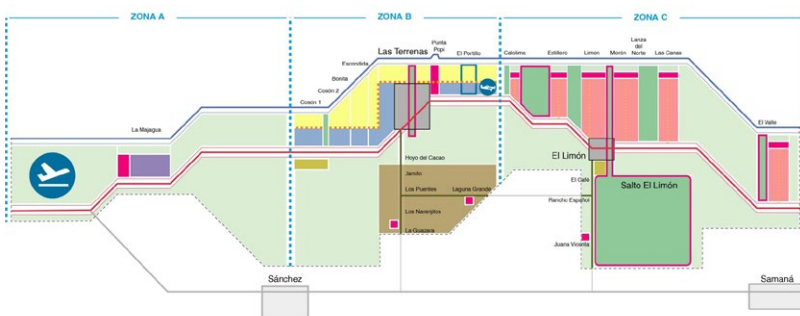 ZONA A
ZONA B
ZONA C
Punta
Popi
Las Terrenas
El Portillo
Escondida
Bonita
Cosón 2
Cosón 1
La Majagua
Calolima
Estillero
Limón
Morón
Lanza
del
Norte
Las Canas
El Valle
Hoyo del Cacao
Jamito
Los Puentes
Laguna Grande
Los Naranjitos
La Guazara
El Limón
El Café
Rancho Español
Juana Vicenta
Salto El Limón
Sánchez
Samaná